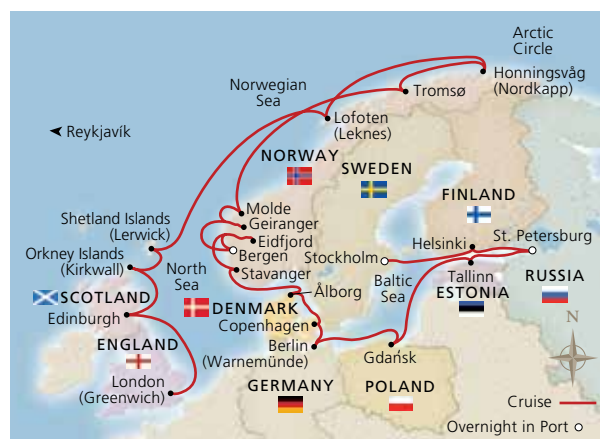 Arctic
Circle
Honningsvåg
(Nordkapp)
Norwegian
Sea
Tromsø
Lofoten
(Leknes)
Reykjavík
NORWAY
SWEDEN
FINLAND
Molde
Geiranger
Eidfjord
Bergen
Stavanger
Shetland Islands
(Lerwick)
Orkney Islands
(Kirkwall)
North
Sea
Helsinki
St. Petersburg
Stockholm
Baltic
Sea
Tallinn
ESTONIA
RUSSIA
SCOTLAND
Edinburgh
DENMARK
Ålborg
Copenhagen
ENGLAND
Berlin
(Warnemünde)
Gdańsk
London
(Greenwich)
GERMANY
POLAND
N
Cruise
Overnight in Port